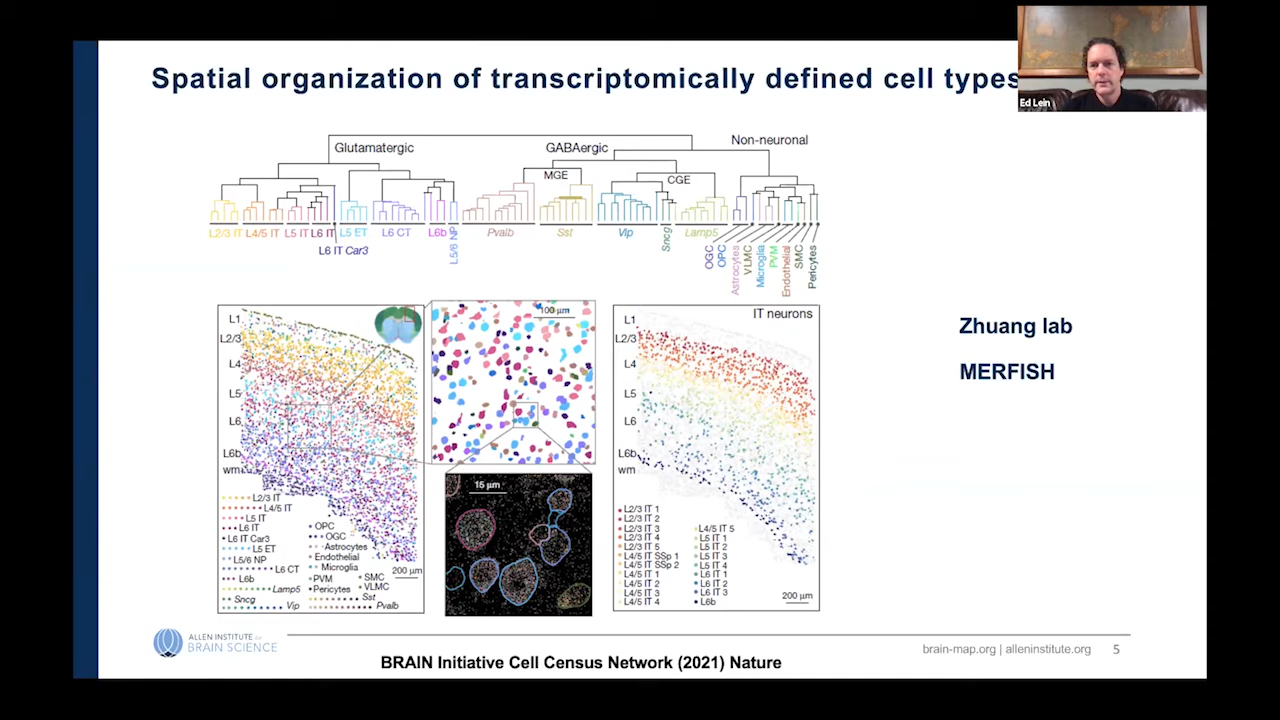 Spatial organization of transcriptomically defined cell types
Ed Lein
Glutamatergic
GABAergic
Non-neuronal
MGE
CGE
L2/3 IT
L4/5 IT
L5 IT
L6 IT
L5 ET
L6 CT
L6b
L5/6 NP
Pvalb
Sst
Vip
Sncg
Lamp5
L6 IT Car3
OGC
OPC
Astrocytes
VLMC
Microglia
PVM
Endothelial
SMC
Pericytes
L1
L2/3
L4
L5
L6
L6b
wm
L2/3 IT
L4/5 IT
L5 IT
L6 IT
L6 IT Car3
L5 ET
L5/6 NP
L6 CT
L6b
Lamp5
Sncg
Vip
OPC
OGC
Astrocytes
Endothelial
Microglia
PVM
Pericytes
SMC
VLMC
Sst
Pvalb
200 µm
100 µm
15 µm
IT neurons
L1
L2/3
L4
L5
L6
L6b
wm
L2/3 IT 1
L2/3 IT 2
L2/3 IT 3
L2/3 IT 4
L2/3 IT 5
L4/5 IT SSp 1
L4/5 IT SSp 2
L4/5 IT 1
L4/5 IT 2
L4/5 IT 3
L4/5 IT 4
L4/5 IT 5
L5 IT 1
L5 IT 2
L5 IT 3
L5 IT 4
L6 IT 1
L6 IT 2
L6 IT 3
L6b
200 µm
Zhuang lab
MERFISH
ALLEN INSTITUTE for
BRAIN SCIENCE
brain-map.org | alleninstitute.org
5
BRAIN Initiative Cell Census Network (2021) Nature